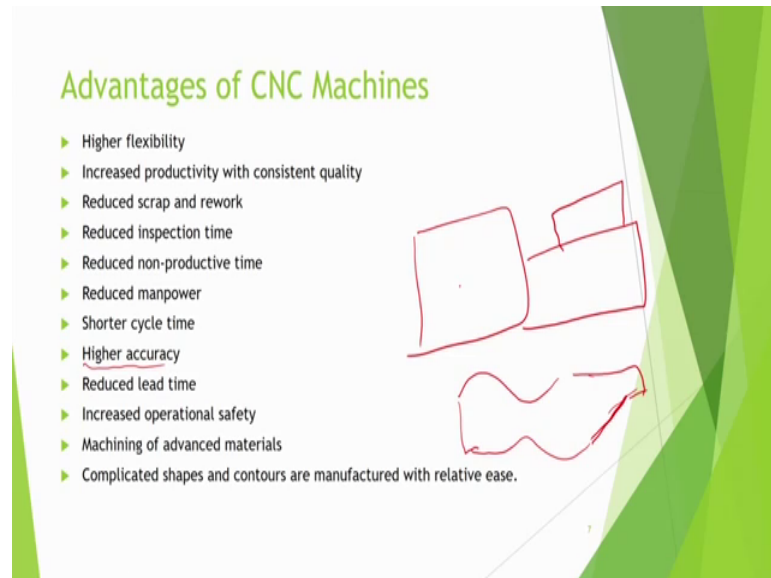 Advantages of CNC Machines
Higher flexibility
Increased productivity with consistent quality
Reduced scrap and rework
Reduced inspection time
Reduced non-productive time
Reduced manpower
Shorter cycle time
Higher accuracy
Reduced lead time
Increased operational safety
Machining of advanced materials
Complicated shapes and contours are manufactured with relative ease.
7